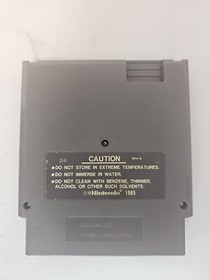 24
CAUTION
●DO NOT STORE IN EXTREME TEMPERATURES.
●DO NOT IMMERSE IN WATER.
●DO NOT CLEAN WITH BENZENE, THINNER,
ALCOHOL OR OTHER SUCH SOLVENTS.
©Nintendo 1985